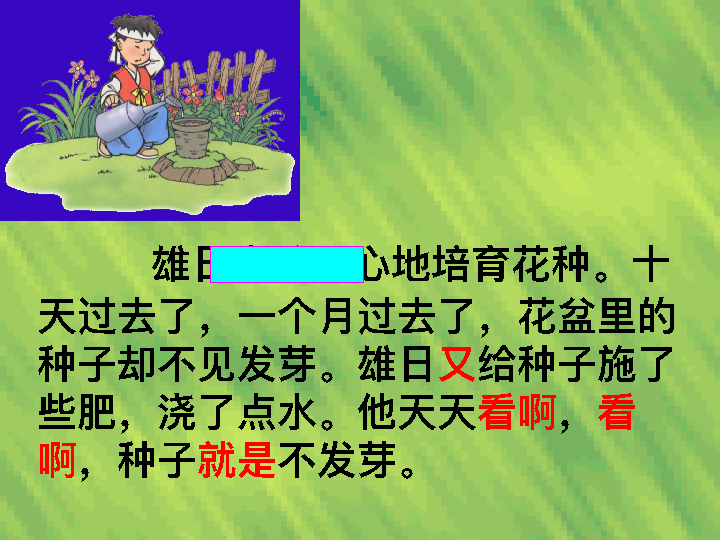 雄日心地培育花种。十
天过去了，一个月过去了，花盆里的
种子却不见发芽。雄日又给种子施了
些肥，浇了点水。他天天看啊，看
啊，种子就是不发芽。